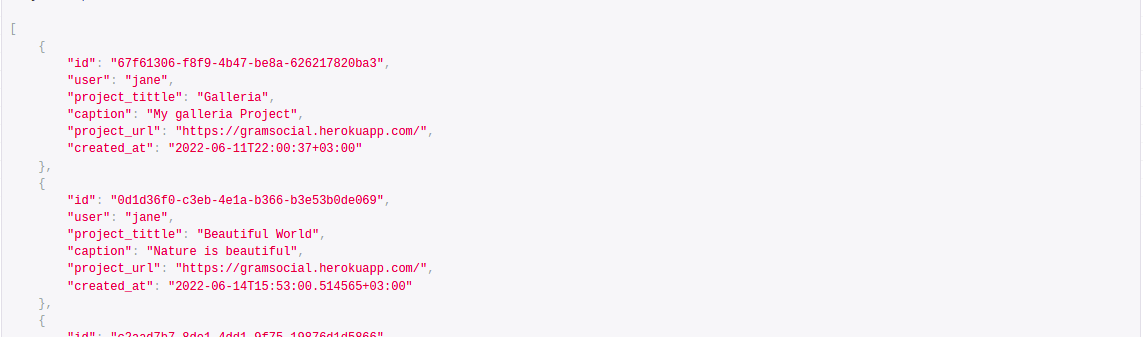 [
    {
        "id": "67f61306-f8f9-4b47-be8a-626217820ba3",
        "user": "jane",
        "project_tittle": "Galleria",
        "caption": "My galleria Project",
        "project_url": "https://gramsocial.herokuapp.com/",
        "created_at": "2022-06-11T22:00:37+03:00"
    },
    {
        "id": "0d1d36f0-c3eb-4e1a-b366-b3e53b0de069",
        "user": "jane",
        "project_tittle": "Beautiful World",
        "caption": "Nature is beautiful",
        "project_url": "https://gramsocial.herokuapp.com/",
        "created_at": "2022-06-14T15:53:00.514565+03:00"
    },
    {
        "id":